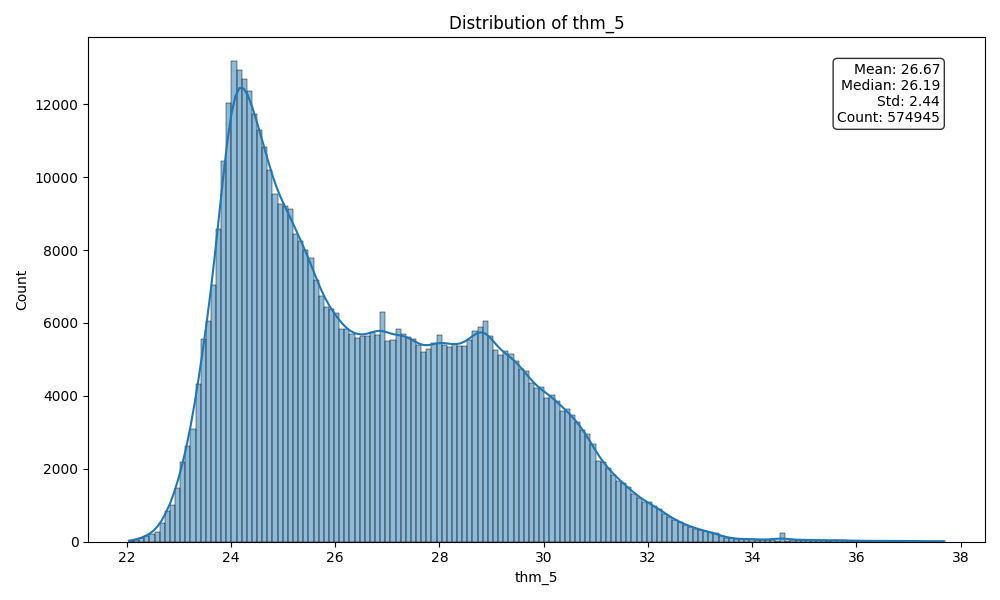 Distribution of thm_5
Mean: 26.67
Median: 26.19
Std: 2.44
Count: 574945
Count
12000
10000
8000
6000
4000
2000
0
22 24 26 28 30 32 34 36 38
thm_5